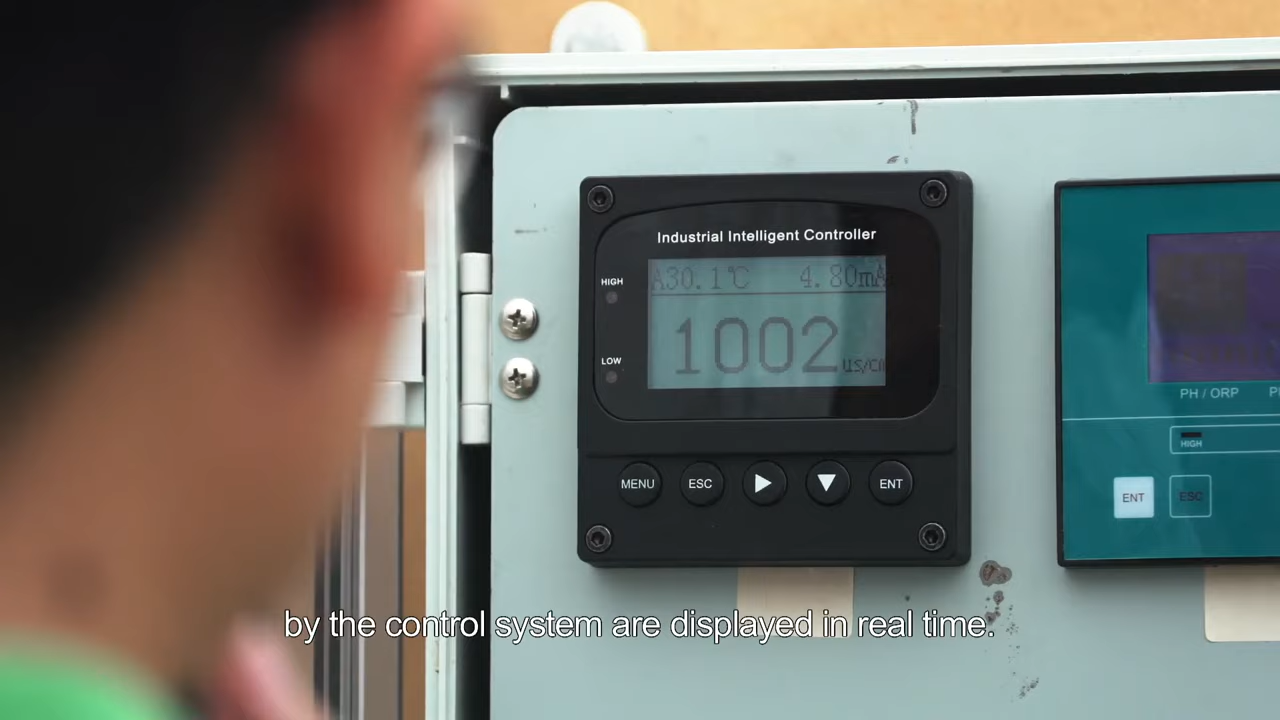 Industrial Intelligent Controller
HIGH
A30.1℃ 4.80mA
LOW
1002 us/cm
MENU ESC ENT
PH / ORP
HIGH
ENT ESC
by the control system are displayed in real time.